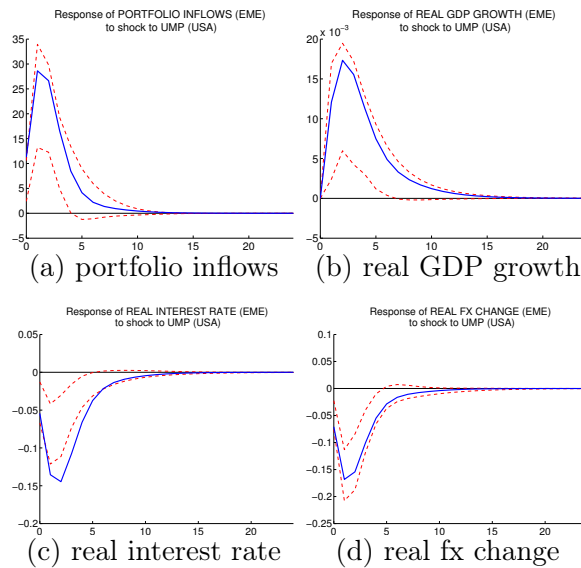 Response of PORTFOLIO INFLOWS (EME)
to shock to UMP (USA)
35
30
25
20
15
10
5
0
−5
0 5 10 15 20
(a) portfolio inflows
Response of REAL GDP GROWTH (EME)
to shock to UMP (USA)
x 10⁻³
20
15
10
5
0
−5
0 5 10 15 20
(b) real GDP growth
Response of REAL INTEREST RATE (EME)
to shock to UMP (USA)
0.05
0
−0.05
−0.1
−0.15
−0.2
0 5 10 15 20
(c) real interest rate
Response of REAL FX CHANGE (EME)
to shock to UMP (USA)
0.1
0.05
0
−0.05
−0.1
−0.15
−0.2
−0.25
0 5 10 15 20
(d) real fx change